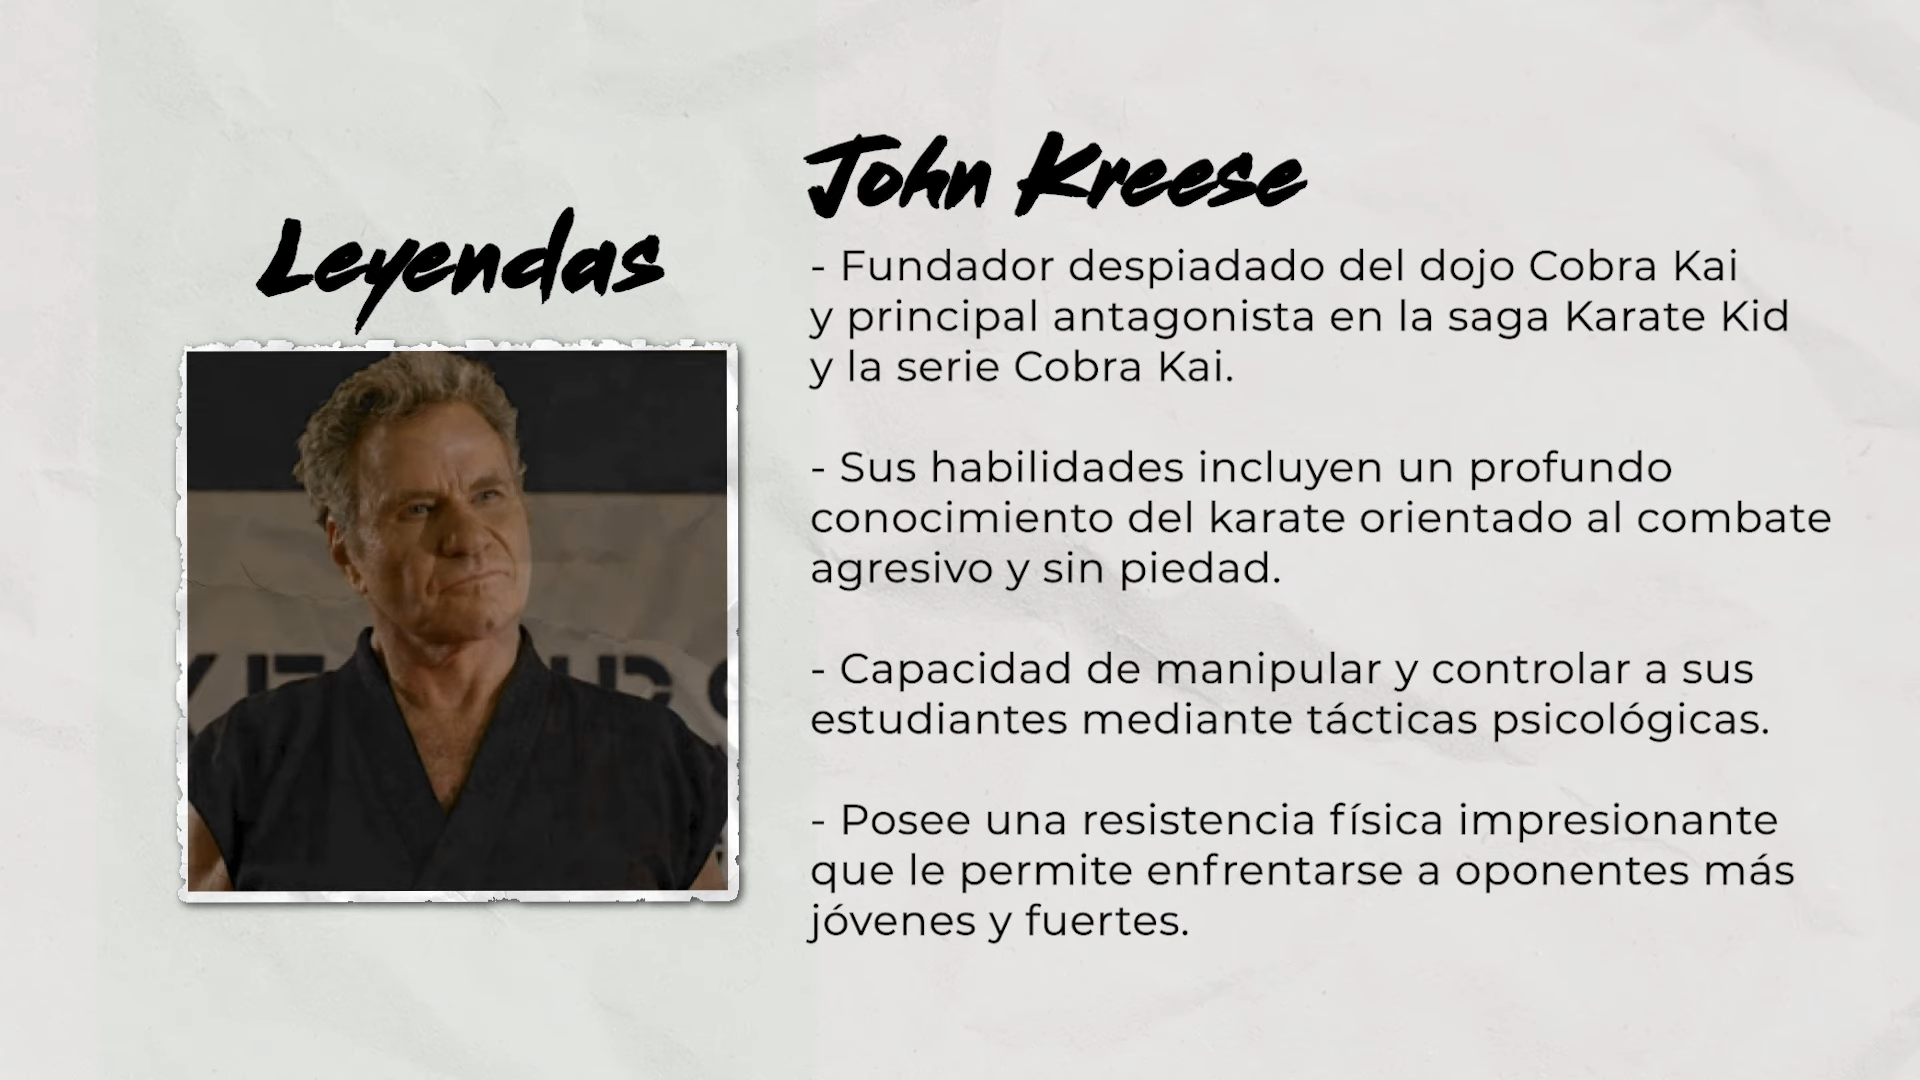 Leyendas
John Kreese
- Fundador despiadado del dojo Cobra Kai
y principal antagonista en la saga Karate Kid
y la serie Cobra Kai.
- Sus habilidades incluyen un profundo
conocimiento del karate orientado al combate
agresivo y sin piedad.
- Capacidad de manipular y controlar a sus
estudiantes mediante tácticas psicológicas.
- Posee una resistencia física impresionante
que le permite enfrentarse a oponentes más
jóvenes y fuertes.